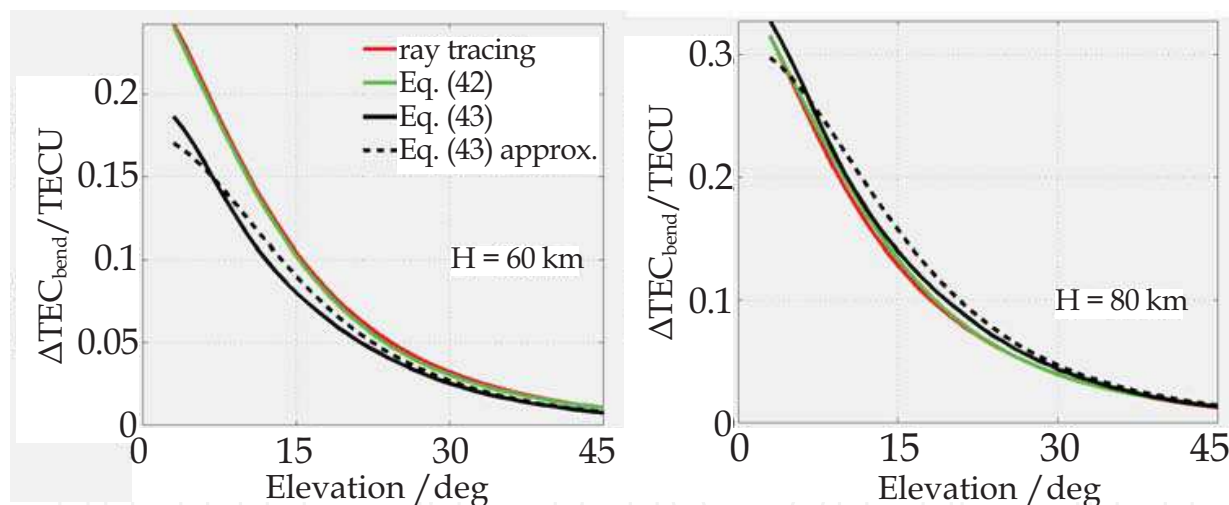 ray tracing
Eq. (42)
Eq. (43)
Eq. (43) approx.
H = 60 km
ΔTEC_bend/TECU
0.2
0.15
0.1
0.05
0
0 15 30 45
Elevation /deg
ΔTEC_bend/TECU
0.3
0.2
0.1
0
H = 80 km
0 15 30 45
Elevation /deg